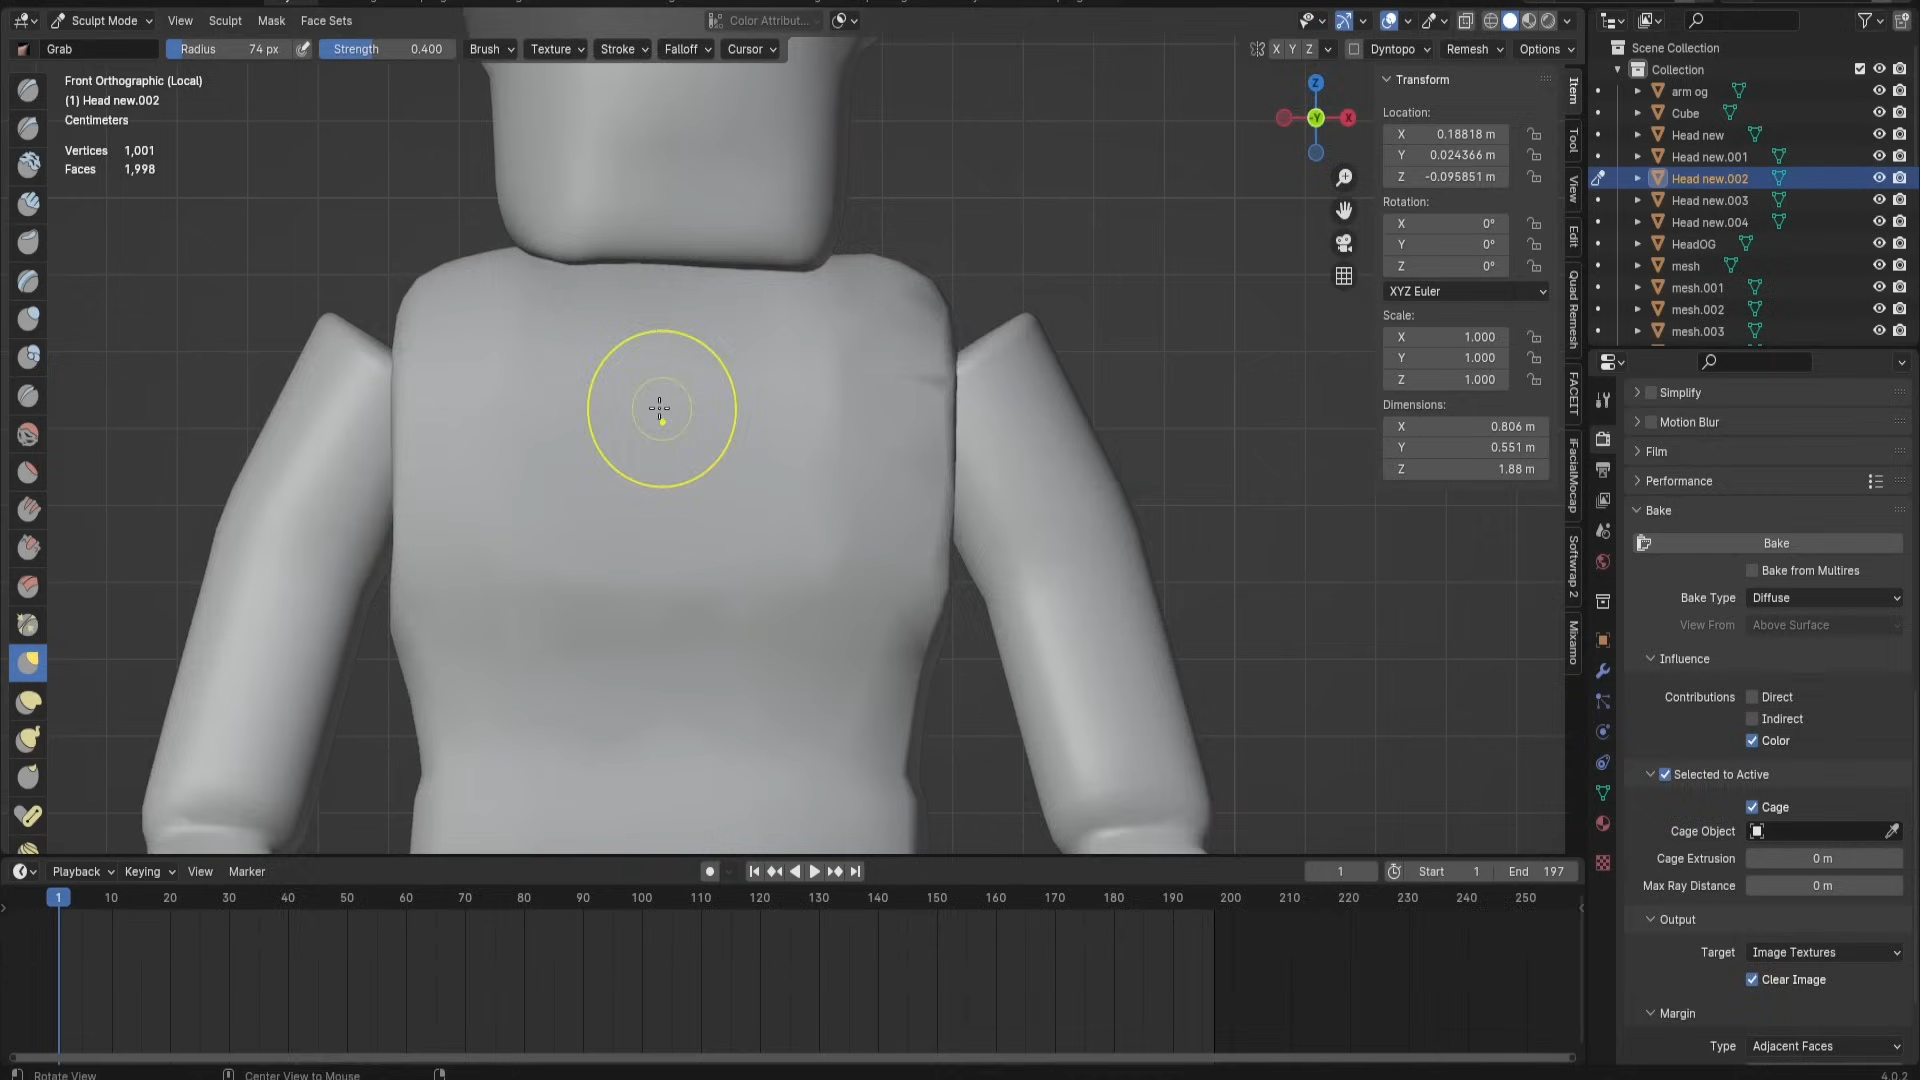 Sculpt Mode View Sculpt Mask Face Sets Color Attribut...
Grab Radius 74 px Strength 0.400 Brush Texture Stroke Falloff Cursor X Y Z Dyntopo Remesh Options
Front Orthographic (Local)
(1) Head new.002
Centimeters
Vertices 1,001
Faces 1,998
Z
-Y
X
Transform
Location:
X 0.18818 m
Y 0.024366 m
Z -0.095851 m
Rotation:
X 0°
Y 0°
Z 0°
XYZ Euler
Scale:
X 1.000
Y 1.000
Z 1.000
Dimensions:
X 0.806 m
Y 0.551 m
Z 1.88 m
Item
Tool
View
Edit
Quad Remesh
FACEIT
iFacialMocap
Softwrap 2
Mixamo
Scene Collection
Collection
arm og
Cube
Head new
Head new.001
Head new.002
Head new.003
Head new.004
HeadOG
mesh
mesh.001
mesh.002
mesh.003
Simplify
Motion Blur
Film
Performance
Bake
Bake
Bake from Multires
Bake Type Diffuse
View From Above Surface
Influence
Contributions Direct
Indirect
Color
Selected to Active
Cage
Cage Object
Cage Extrusion 0 m
Max Ray Distance 0 m
Output
Target Image Textures
Clear Image
Margin
Type Adjacent Faces
Playback Keying View Marker 1 Start 1 End 197
1 10 20 30 40 50 60 70 80 90 100 110 120 130 140 150 160 170 180 190 200 210 220 230 240 250
Rotate View Center View to Mouse 4.0.2